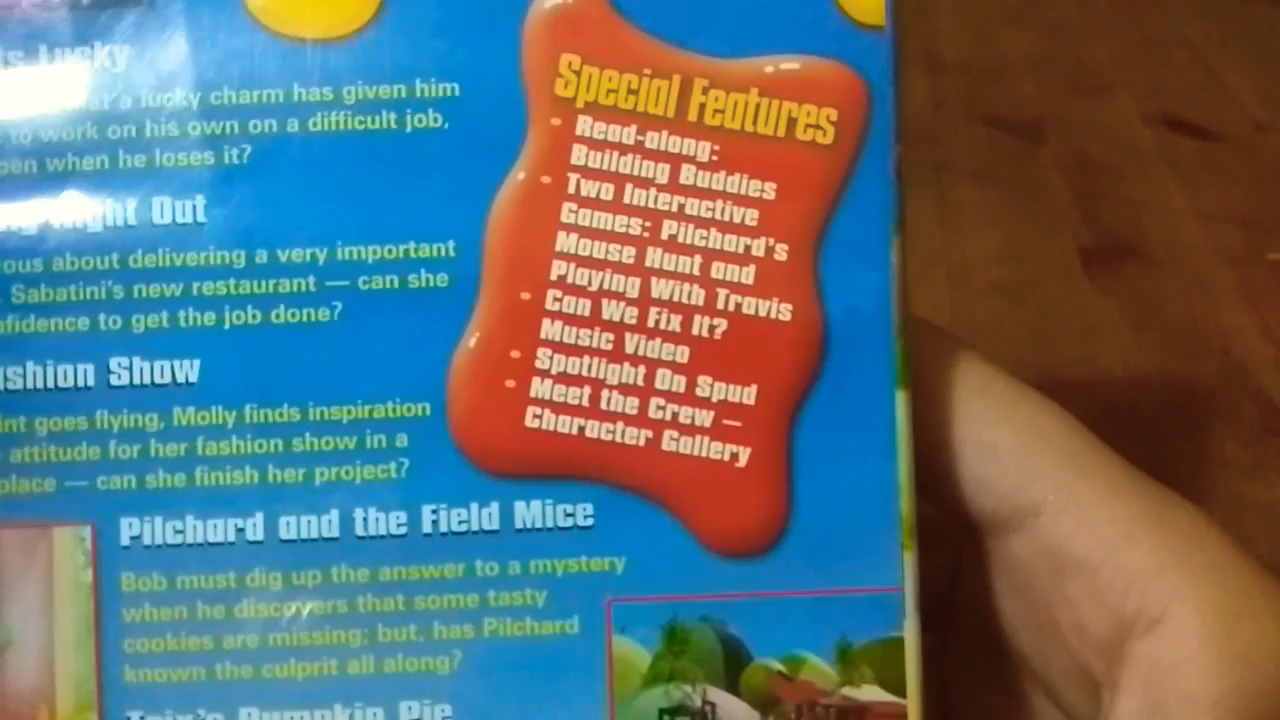 Lucky
a lucky charm has given him
to work on his own on a difficult job,
when he loses it?
Night Out
about delivering a very important
Sabatini's new restaurant — can she
to get the job done?
Show
goes flying, Molly finds inspiration
attitude for her fashion show in a
place — can she finish her project?
Pilchard and the Field Mice
Bob must dig up the answer to a mystery
when he discovers that some tasty
cookies are missing; but, has Pilchard
known the culprit all along?
Pumpkin Pie
Special Features
• Read-along:
Building Buddies
• Two Interactive
Games: Pilchard's
Mouse Hunt and
Playing With Travis
• Can We Fix It?
Music Video
• Spotlight On Spud
• Meet the Crew —
Character Gallery